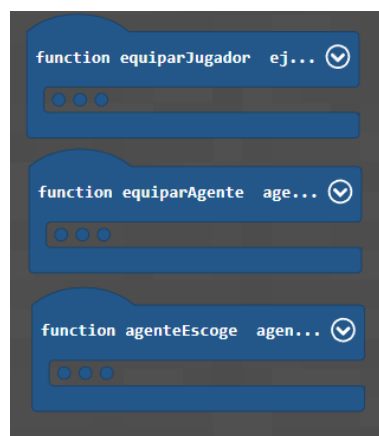 function equiparJugador ej...
function equiparAgente age...
function agenteEscoge agen...